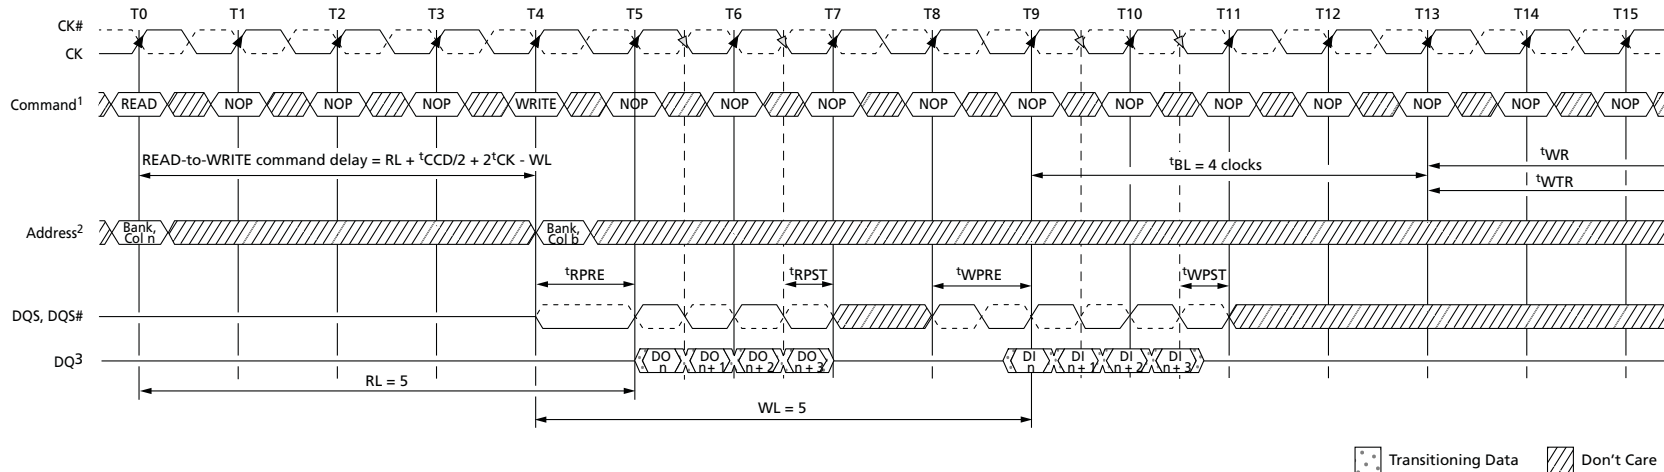 T0 T1 T2 T3 T4 T5 T6 T7 T8 T9 T10 T11 T12 T13 T14 T15
CK#
CK
Command1 READ NOP NOP NOP WRITE NOP NOP NOP NOP NOP NOP NOP NOP NOP NOP NOP
READ-to-WRITE command delay = RL + tCCD/2 + 2tCK - WL
tBL = 4 clocks
tWR
tWTR
Address2 Bank, Col n Bank, Col b
tRPRE tRPST tWPRE tWPST
DQS, DQS#
DQ3 DO n DO n + 1 DO n + 2 DO n + 3 DI n DI n + 1 DI n + 2 DI n + 3
RL = 5
WL = 5
Transitioning Data Don't Care